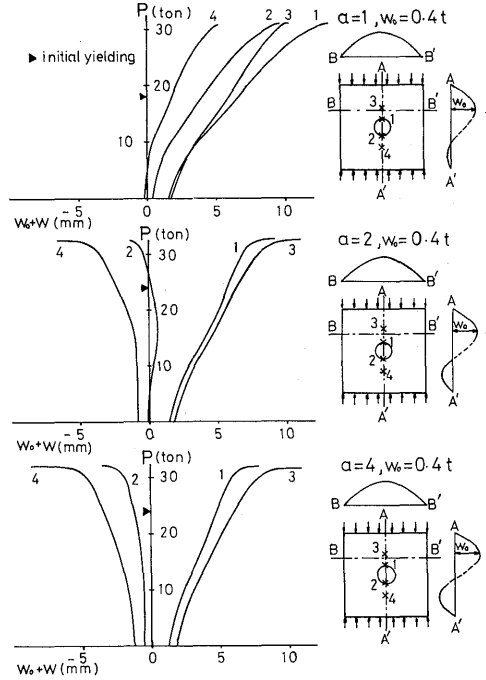 P(ton)
4
2
3
1
a=1, w₀=0.4t
▶ initial yielding
30
20
10
B
B'
A
A
B
B'
3
1
2
4
w₀
A'
A'
-5
0
5
10
W₀+W(mm)
P(ton)
4
2
1
3
a=2, w₀=0.4t
30
20
10
B
B'
A
A
B
B'
3
1
2
4
w₀
A'
A'
-5
0
5
10
W₀+W(mm)
P(ton)
4
2
1
3
a=4, w₀=0.4t
30
20
10
B
B'
A
A
B
B'
3
1
2
4
w₀
A'
A'
-5
0
5
10
W₀+W(mm)